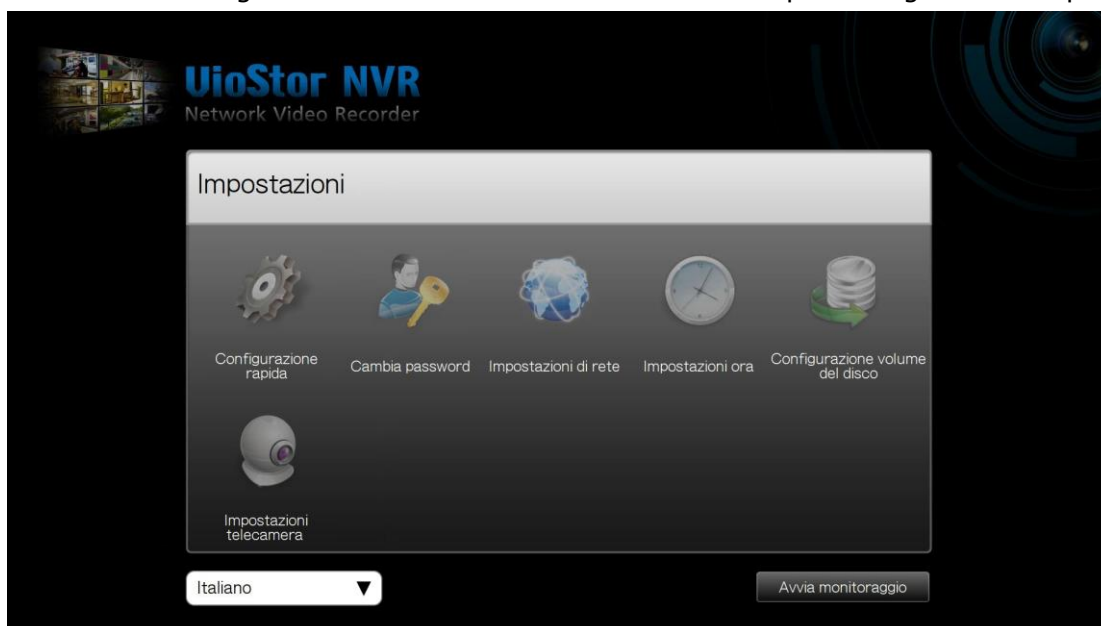 UioStor NVR
Network Video Recorder
Impostazioni
Configurazione
rapida
Cambia password
Impostazioni di rete
Impostazioni ora
Configurazione volume
del disco
Impostazioni
telecamera
Italiano
Avvia monitoraggio